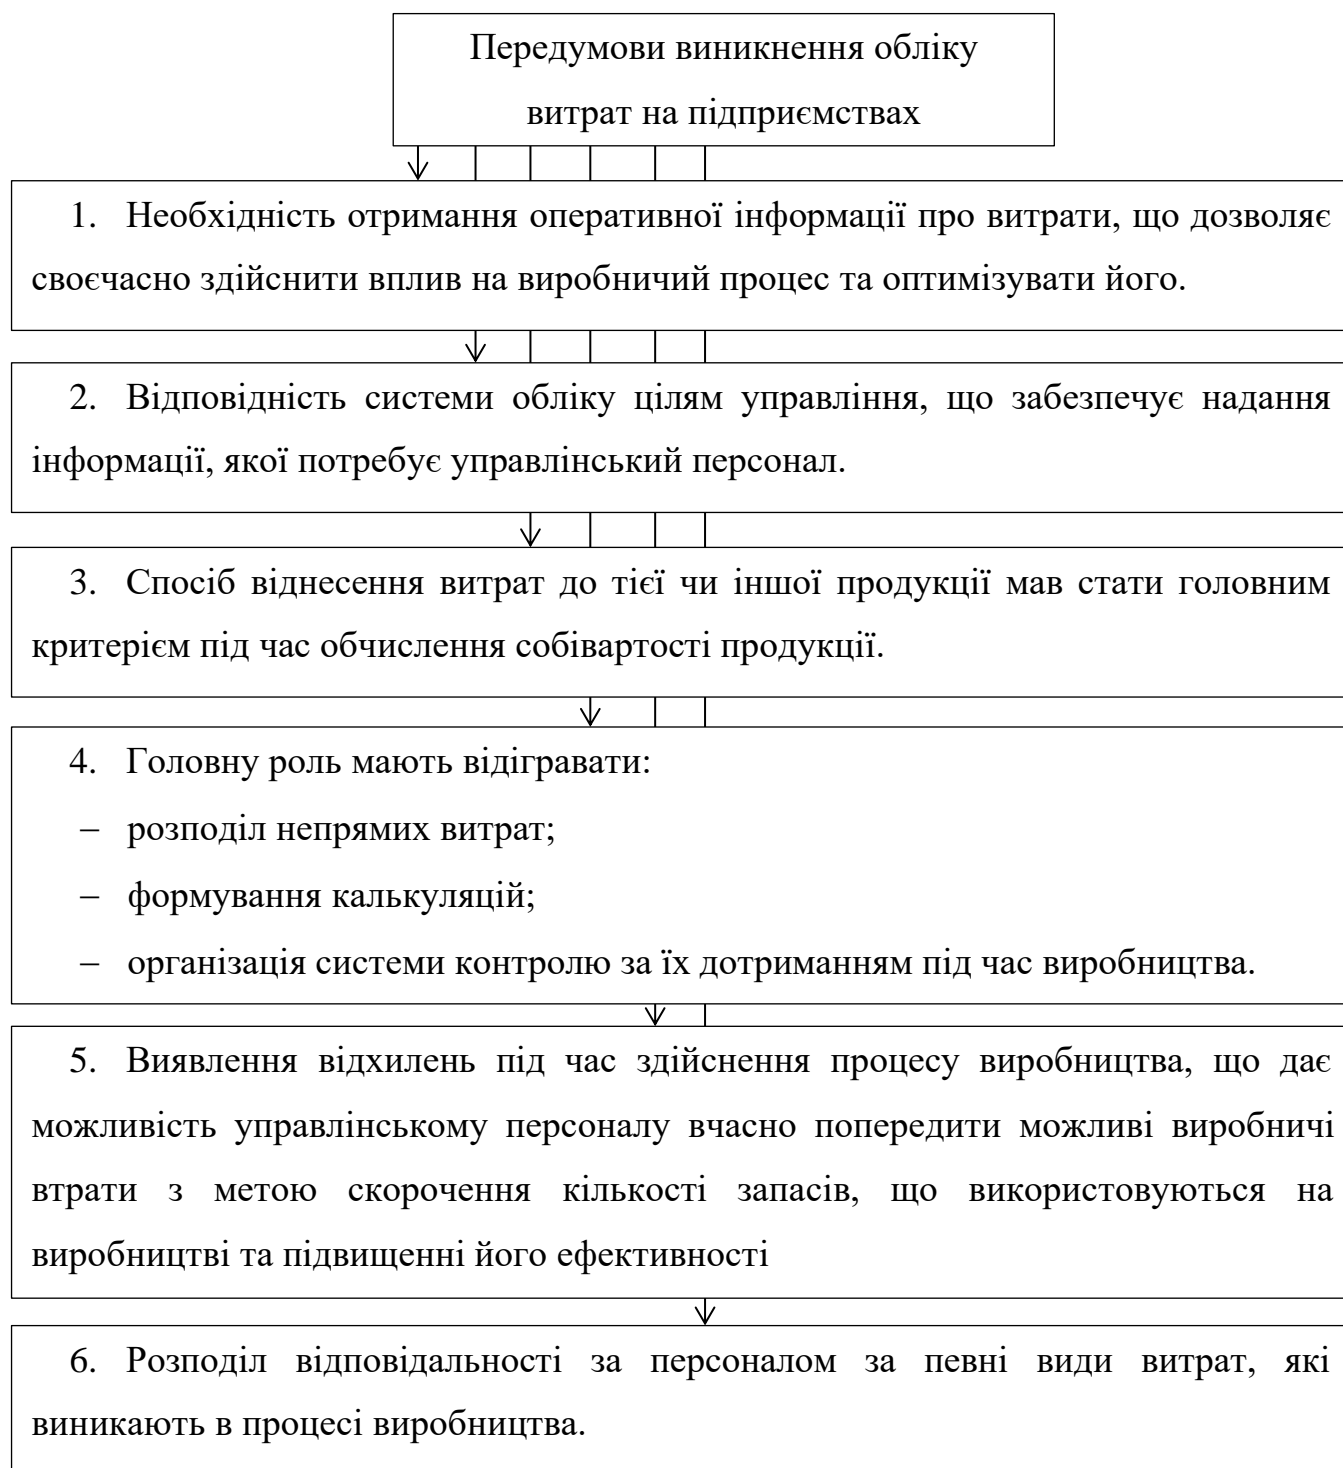 Передумови виникнення обліку
витрат на підприємствах
1. Необхідність отримання оперативної інформації про витрати, що дозволяє
своєчасно здійснити вплив на виробничий процес та оптимізувати його.
2. Відповідність системи обліку цілям управління, що забезпечує надання
інформації, якої потребує управлінський персонал.
3. Спосіб віднесення витрат до тієї чи іншої продукції мав стати головним
критерієм під час обчислення собівартості продукції.
4. Головну роль мають відігравати:
– розподіл непрямих витрат;
– формування калькуляцій;
– організація системи контролю за їх дотриманням під час виробництва.
5. Виявлення відхилень під час здійснення процесу виробництва, що дає
можливість управлінському персоналу вчасно попередити можливі виробничі
втрати з метою скорочення кількості запасів, що використовуються на
виробництві та підвищенні його ефективності
6. Розподіл відповідальності за персоналом за певні види витрат, які
виникають в процесі виробництва.